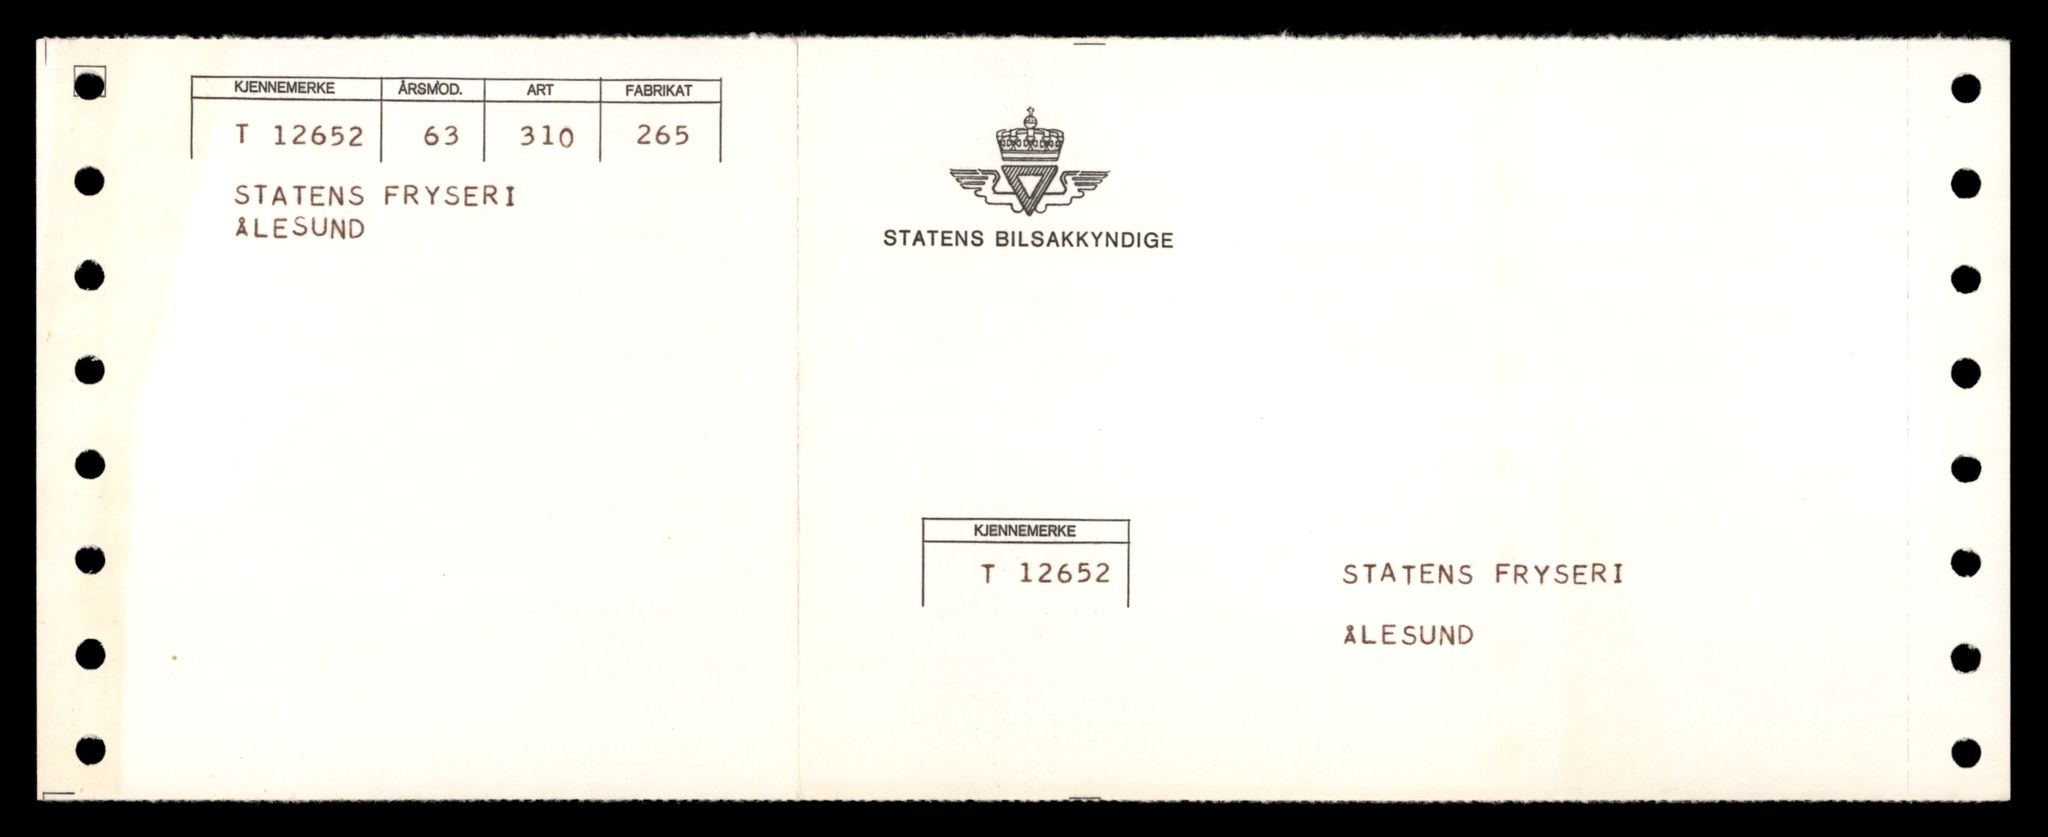 KJENNEMERKE ÅRSMOD. ART FABRIKAT
T 12652 63 310 265
STATENS FRYSERI
ÅLESUND
STATENS BILSAKKYNDIGE
KJENNEMERKE
T 12652
STATENS FRYSERI
ÅLESUND